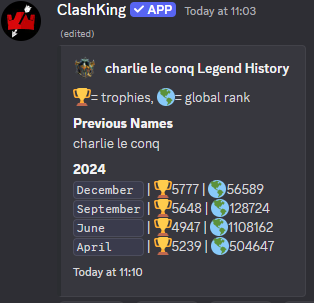 ClashKing ✓ APP Today at 11:03
(edited)
charlie le conq Legend History
🏆= trophies, 🌎= global rank
Previous Names
charlie le conq
2024
December | 🏆5777 | 🌎56589
September | 🏆5648 | 🌎128724
June | 🏆4947 | 🌎1108162
April | 🏆5239 | 🌎504647
Today at 11:10